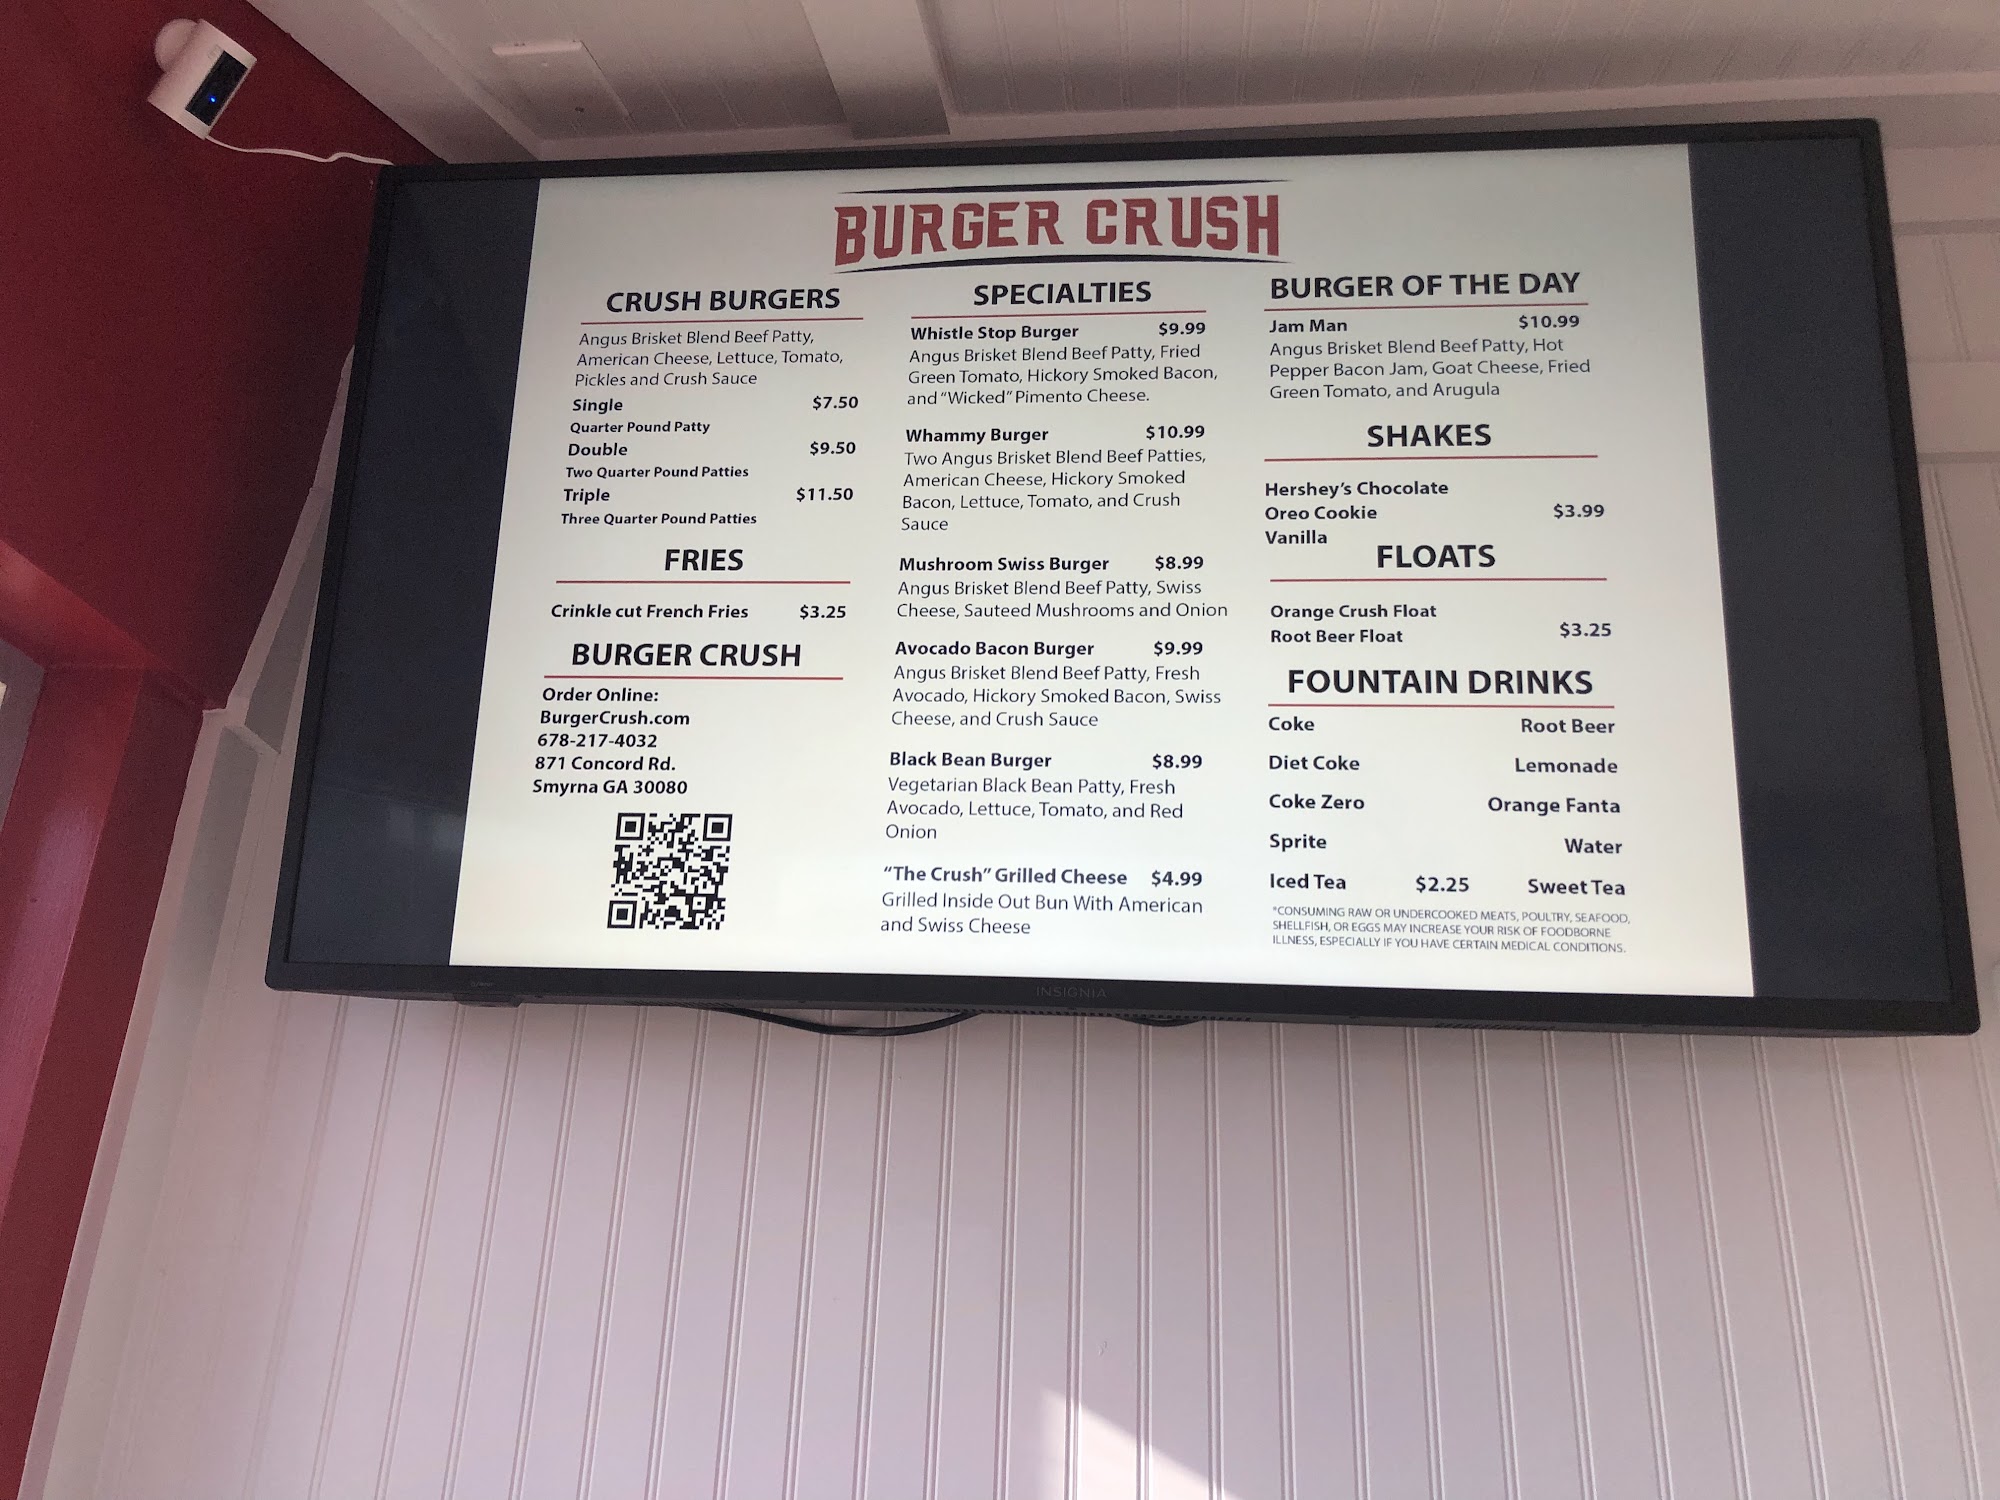 BURGER CRUSH
CRUSH BURGERS
Angus Brisket Blend Beef Patty,
American Cheese, Lettuce, Tomato,
Pickles and Crush Sauce
Single $7.50
Quarter Pound Patty
Double $9.50
Two Quarter Pound Patties
Triple $11.50
Three Quarter Pound Patties
FRIES
Crinkle cut French Fries $3.25
BURGER CRUSH
Order Online:
BurgerCrush.com
678-217-4032
871 Concord Rd.
Smyrna GA 30080
SPECIALTIES
Whistle Stop Burger $9.99
Angus Brisket Blend Beef Patty, Fried
Green Tomato, Hickory Smoked Bacon,
and "Wicked" Pimento Cheese.
Whammy Burger $10.99
Two Angus Brisket Blend Beef Patties,
American Cheese, Hickory Smoked
Bacon, Lettuce, Tomato, and Crush
Sauce
Mushroom Swiss Burger $8.99
Angus Brisket Blend Beef Patty, Swiss
Cheese, Sauteed Mushrooms and Onion
Avocado Bacon Burger $9.99
Angus Brisket Blend Beef Patty, Fresh
Avocado, Hickory Smoked Bacon, Swiss
Cheese, and Crush Sauce
Black Bean Burger $8.99
Vegetarian Black Bean Patty, Fresh
Avocado, Lettuce, Tomato, and Red
Onion
"The Crush" Grilled Cheese $4.99
Grilled Inside Out Bun With American
and Swiss Cheese
BURGER OF THE DAY
Jam Man $10.99
Angus Brisket Blend Beef Patty, Hot
Pepper Bacon Jam, Goat Cheese, Fried
Green Tomato, and Arugula
SHAKES
Hershey's Chocolate
Oreo Cookie $3.99
Vanilla
FLOATS
Orange Crush Float
Root Beer Float $3.25
FOUNTAIN DRINKS
Coke Root Beer
Diet Coke Lemonade
Coke Zero Orange Fanta
Sprite Water
Iced Tea $2.25 Sweet Tea
*CONSUMING RAW OR UNDERCOOKED MEATS, POULTRY, SEAFOOD,
SHELLFISH, OR EGGS MAY INCREASE YOUR RISK OF FOODBORNE
ILLNESS, ESPECIALLY IF YOU HAVE CERTAIN MEDICAL CONDITIONS.
INSIGNIA